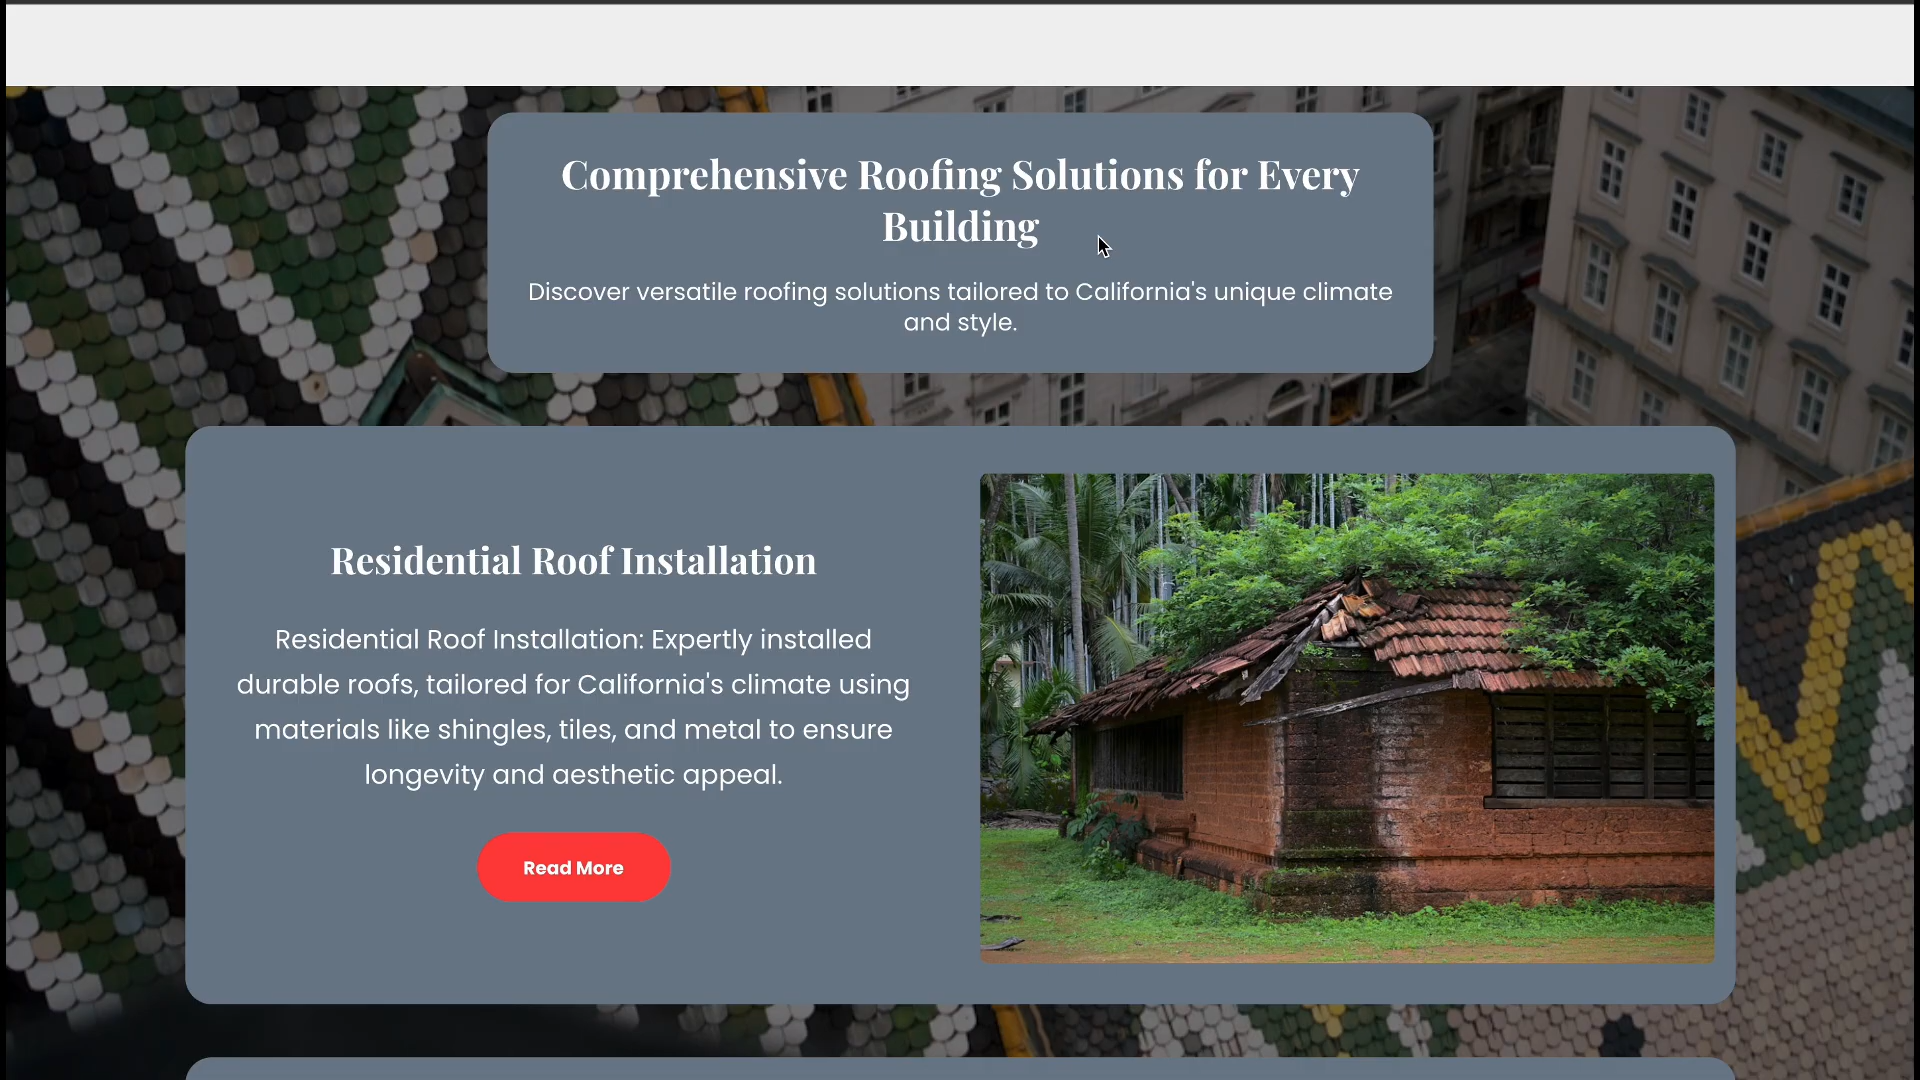 Comprehensive Roofing Solutions for Every
Building
Discover versatile roofing solutions tailored to California's unique climate
and style.
Residential Roof Installation
Residential Roof Installation: Expertly installed
durable roofs, tailored for California's climate using
materials like shingles, tiles, and metal to ensure
longevity and aesthetic appeal.
Read More